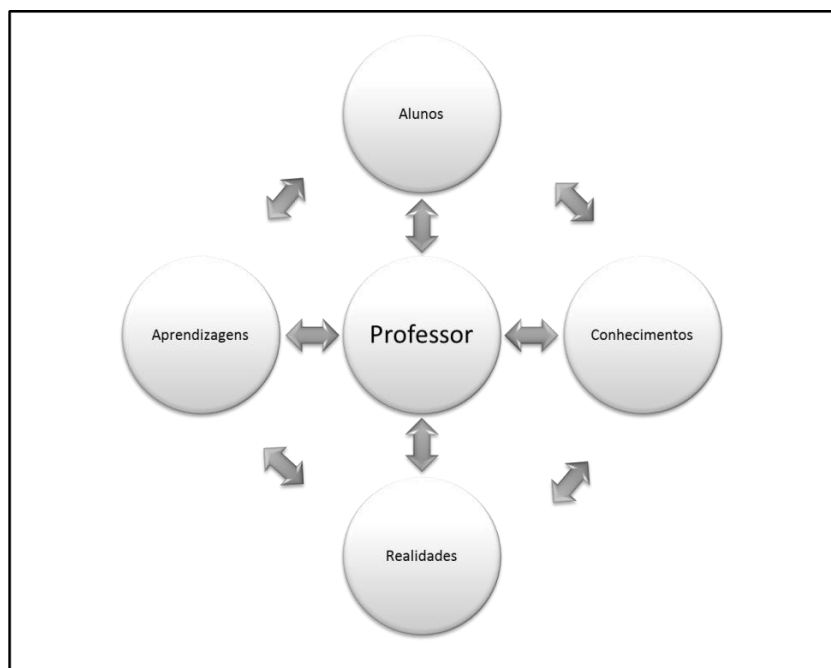 Alunos
Aprendizagens
Professor
Conhecimentos
Realidades